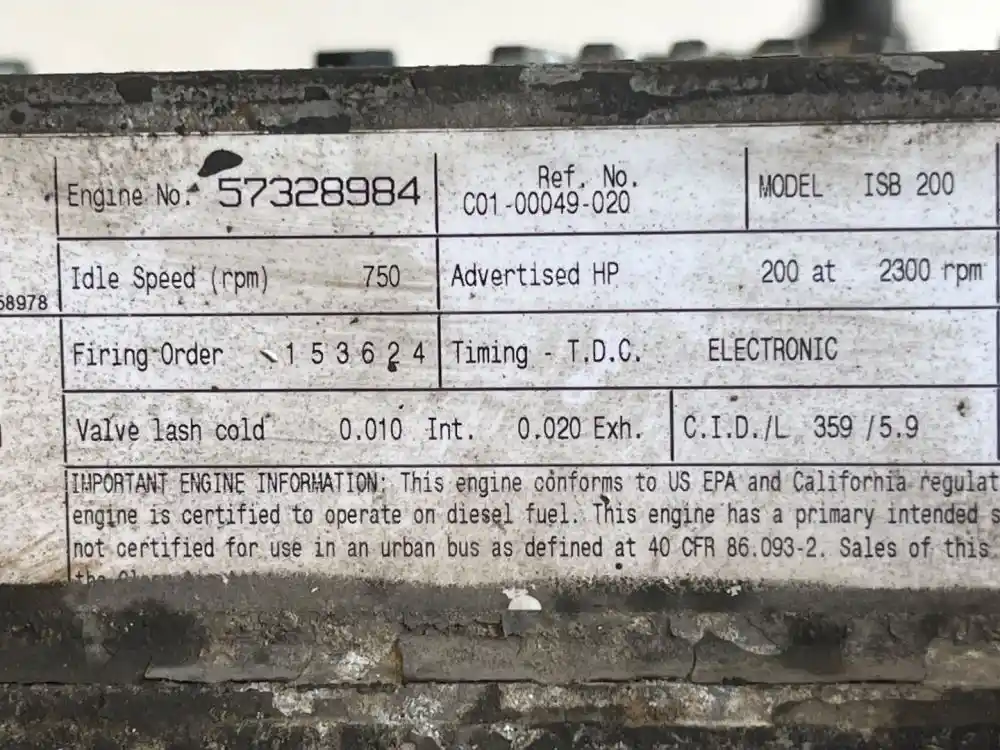 Engine No. 57328984
Ref. No.
C01-00049-020
MODEL ISB 200
Idle Speed (rpm) 750
Advertised HP 200 at 2300 rpm
58978
Firing Order 1 5 3 6 2 4
Timing - T.D.C. ELECTRONIC
Valve lash cold 0.010 Int. 0.020 Exh.
C.I.D./L 359 /5.9
IMPORTANT ENGINE INFORMATION: This engine conforms to US EPA and California regulat
engine is certified to operate on diesel fuel. This engine has a primary intended s
not certified for use in an urban bus as defined at 40 CFR 86.093-2. Sales of this